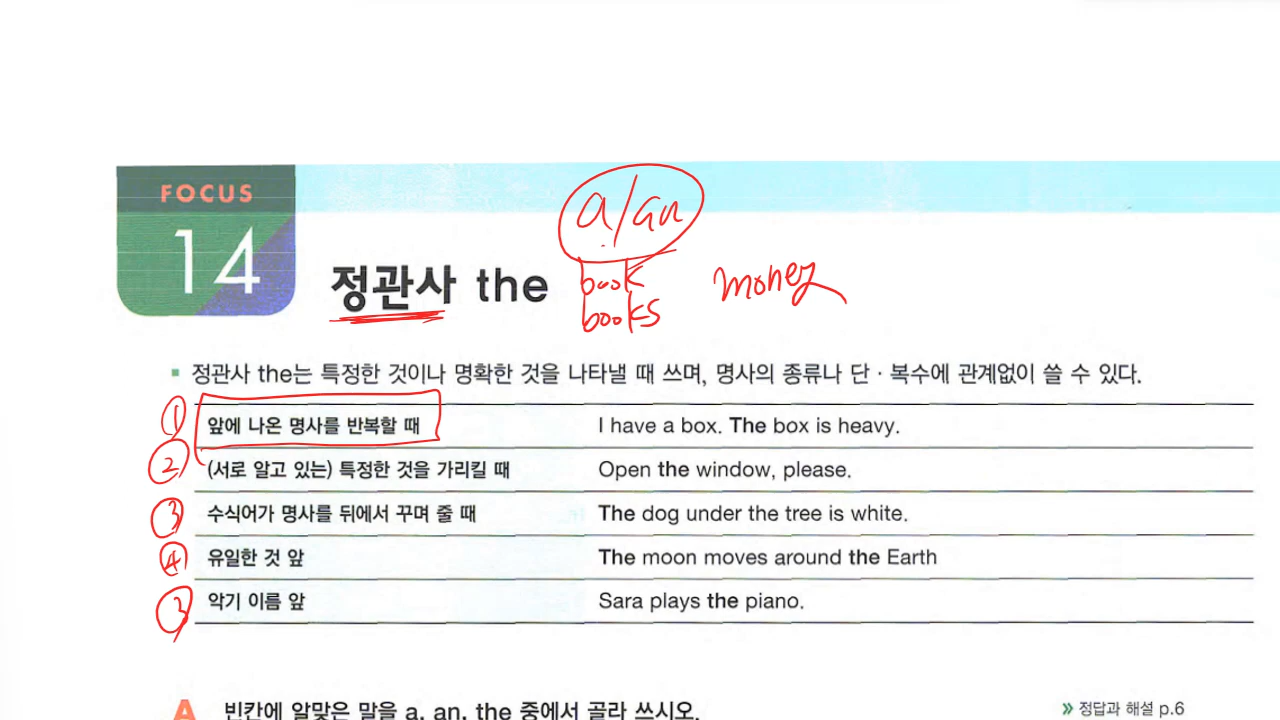 FOCUS
14
정관사 the
a/an
book
books
money
정관사 the는 특정한 것이나 명확한 것을 나타낼 때 쓰며, 명사의 종류나 단·복수에 관계없이 쓸 수 있다.
① 앞에 나온 명사를 반복할 때 I have a box. The box is heavy.
② (서로 알고 있는) 특정한 것을 가리킬 때 Open the window, please.
③ 수식어가 명사를 뒤에서 꾸며 줄 때 The dog under the tree is white.
④ 유일한 것 앞 The moon moves around the Earth
악기 이름 앞 Sara plays the piano.
A 빈칸에 알맞은 말을 a, an, the 중에서 골라 쓰시오.
» 정답과 해설 p.6